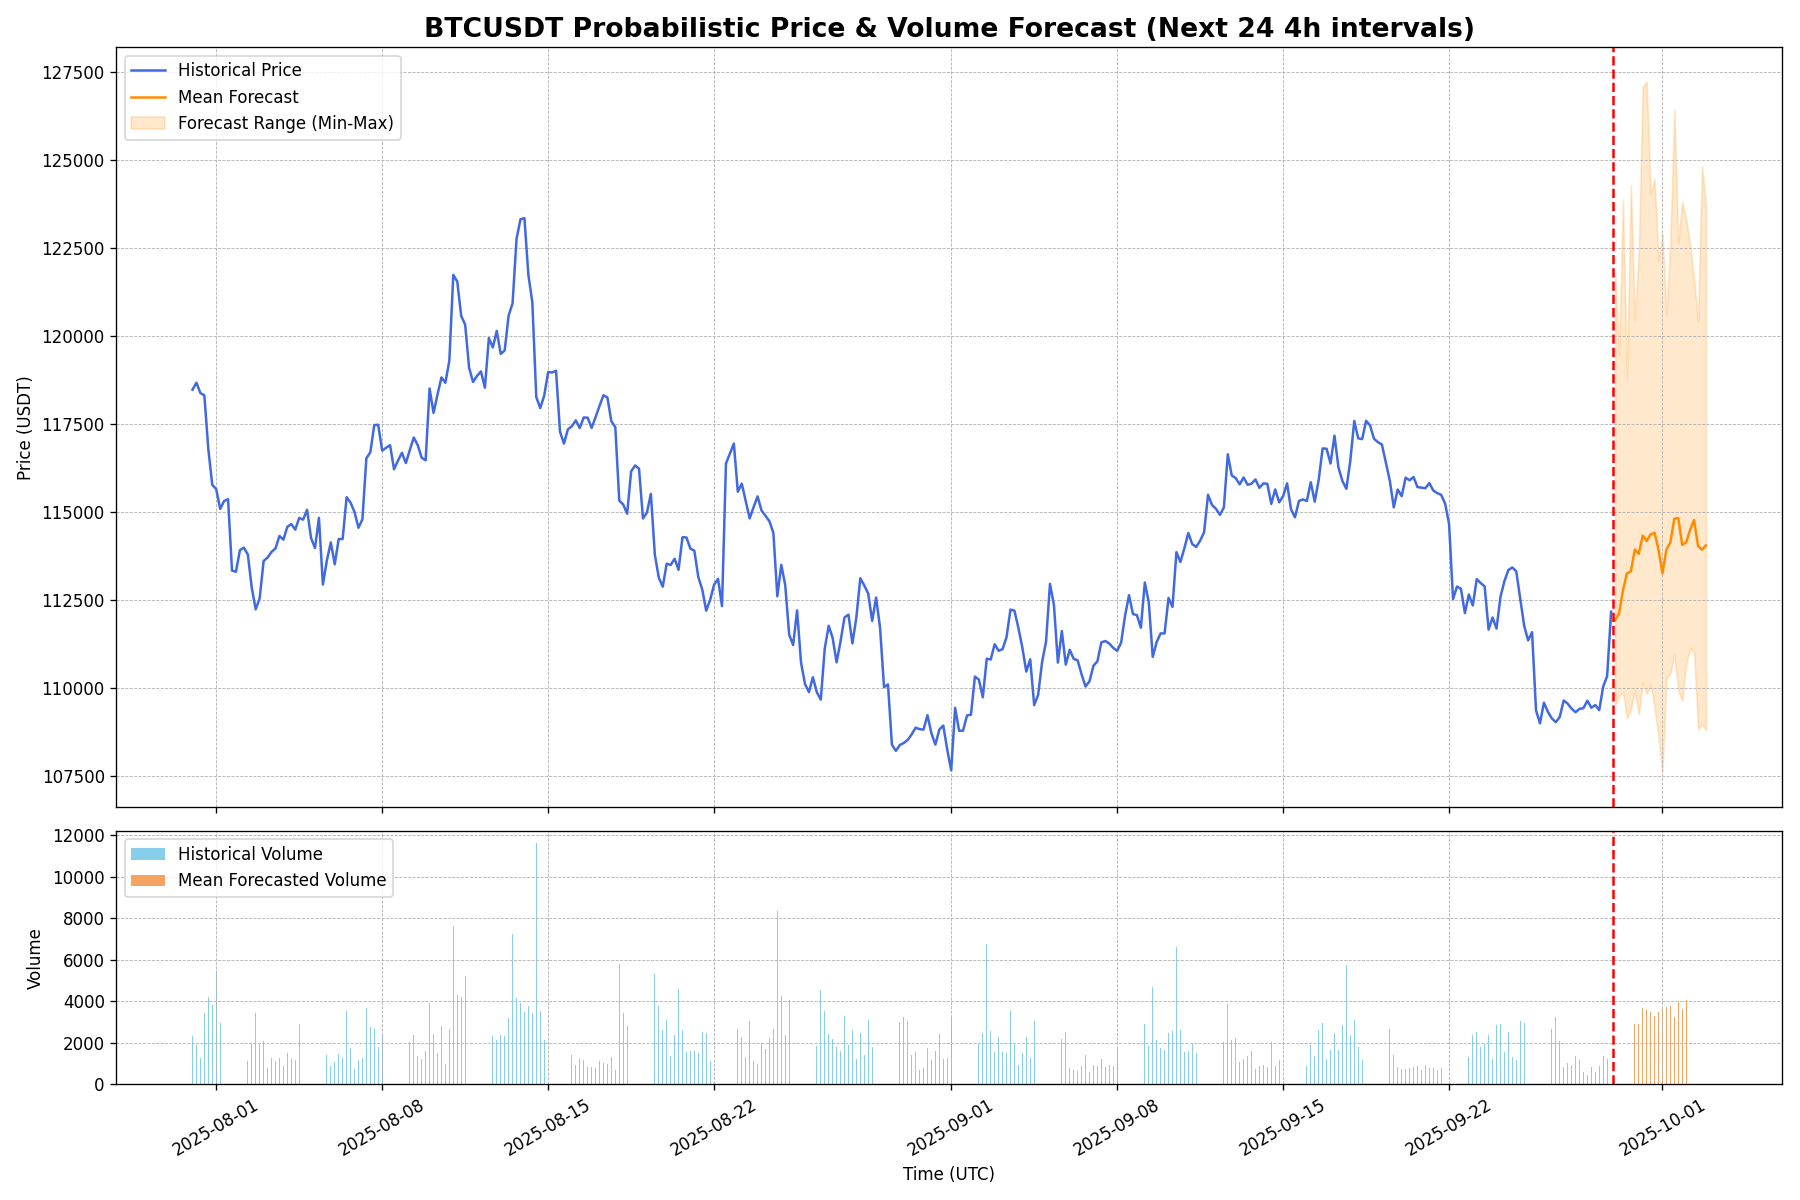 BTCUSDT Probabilistic Price & Volume Forecast (Next 24 4h intervals)
Historical Price
Mean Forecast
Forecast Range (Min-Max)
Price (USDT)
127500
125000
122500
120000
117500
115000
112500
110000
107500
Historical Volume
Mean Forecasted Volume
Volume
12000
10000
8000
6000
4000
2000
0
2025-08-01
2025-08-08
2025-08-15
2025-08-22
2025-09-01
2025-09-08
2025-09-15
2025-09-22
2025-10-01
Time (UTC)